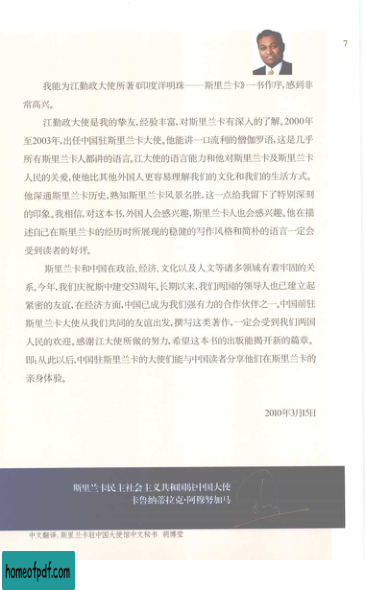 7
我能为江勤政大使所著《印度洋明珠——斯里兰卡》一书作序,感到非
常高兴。
江勤政大使是我的挚友,经验丰富,对斯里兰卡有深入的了解。2000年
至2003年,出任中国驻斯里兰卡大使。他能讲一口流利的僧伽罗语,这是几乎
所有斯里兰卡人都讲的语言,江大使的语言能力和他对斯里兰卡及斯里兰卡
人民的关爱,使他比其他外国人更容易理解我们的文化和我们的生活方式。
他深通斯里兰卡历史,熟知斯里兰卡风景名胜,这一点给我留下了特别深刻
的印象。我相信,对这本书,外国人会感兴趣,斯里兰卡人也会感兴趣。他在描
述自己在斯里兰卡的经历时所展现的稳健的写作风格和简朴的语言一定会
受到读者的好评。
斯里兰卡和中国在政治、经济、文化以及人文等诸多领域有着牢固的关
系。今年,我们庆祝斯中建交53周年,长期以来,我们两国的领导人也已建立起
紧密的友谊,在经济方面,中国已成为我们强有力的合作伙伴之一。中国前驻
斯里兰卡大使从我们共同的友谊出发,撰写这类著作,一定会受到我们两国
人民的欢迎。感谢江大使所做的努力,希望这本书的出版能揭开新的篇章。
即:从此以后,中国驻斯里兰卡的大使们能与中国读者分享他们在斯里兰卡的
亲身体验。
2010年3月15日
斯里兰卡民主社会主义共和国驻中国大使
卡鲁纳蒂拉克·阿穆努加马
中文翻译:斯里兰卡驻中国大使馆中文秘书 胡博莹
homeofpdf.com